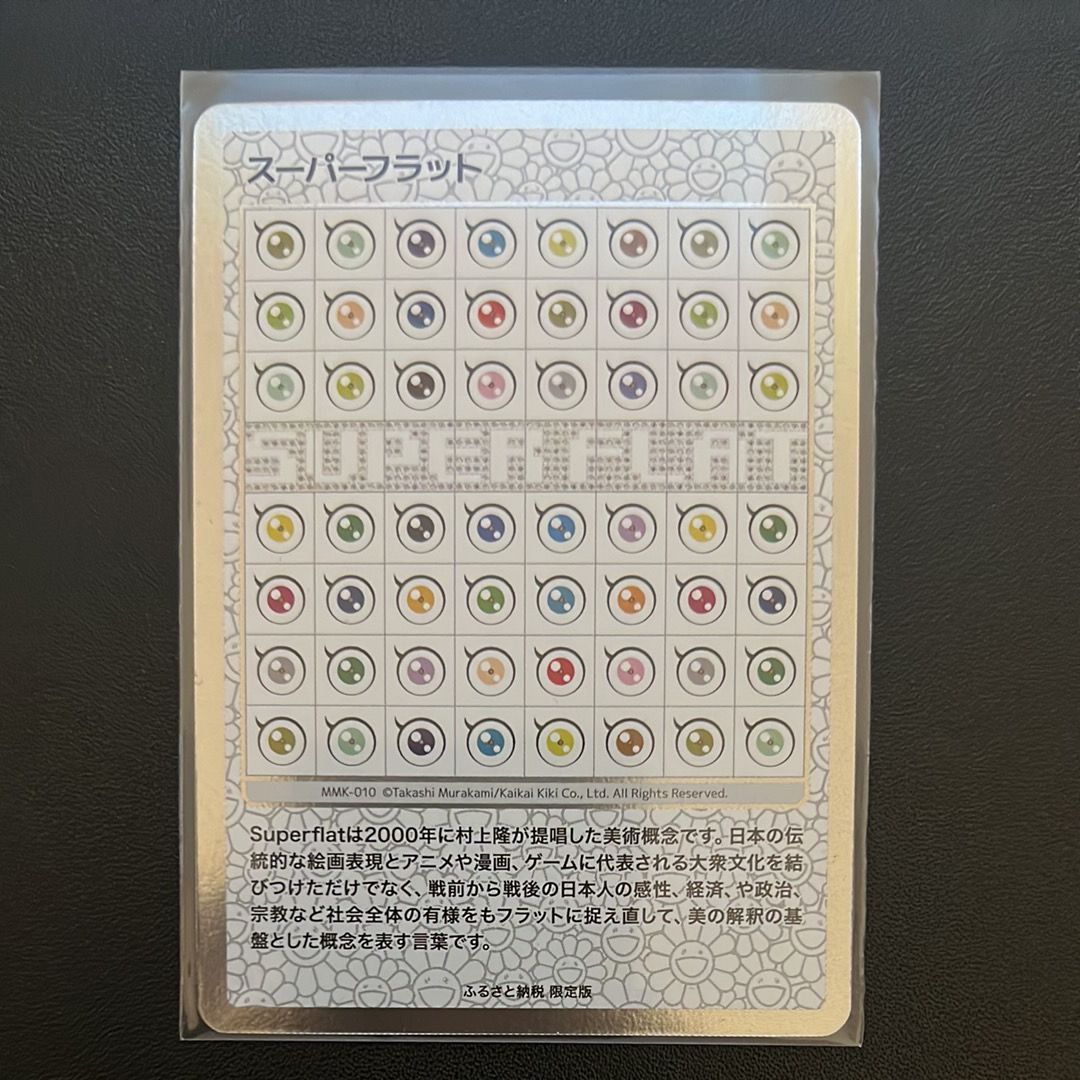 スーパーフラット
SUPERFLAT
MMK-010 ©Takashi Murakami/Kaikai Kiki Co., Ltd. All Rights Reserved.
Superflatは2000年に村上隆が提唱した美術概念です。日本の伝
統的な絵画表現とアニメや漫画、ゲームに代表される大衆文化を結
びつけただけでなく、戦前から戦後の日本人の感性、経済、や政治、
宗教など社会全体の有様をもフラットに捉え直して、美の解釈の基
盤とした概念を表す言葉です。
ふるさと納税 限定版